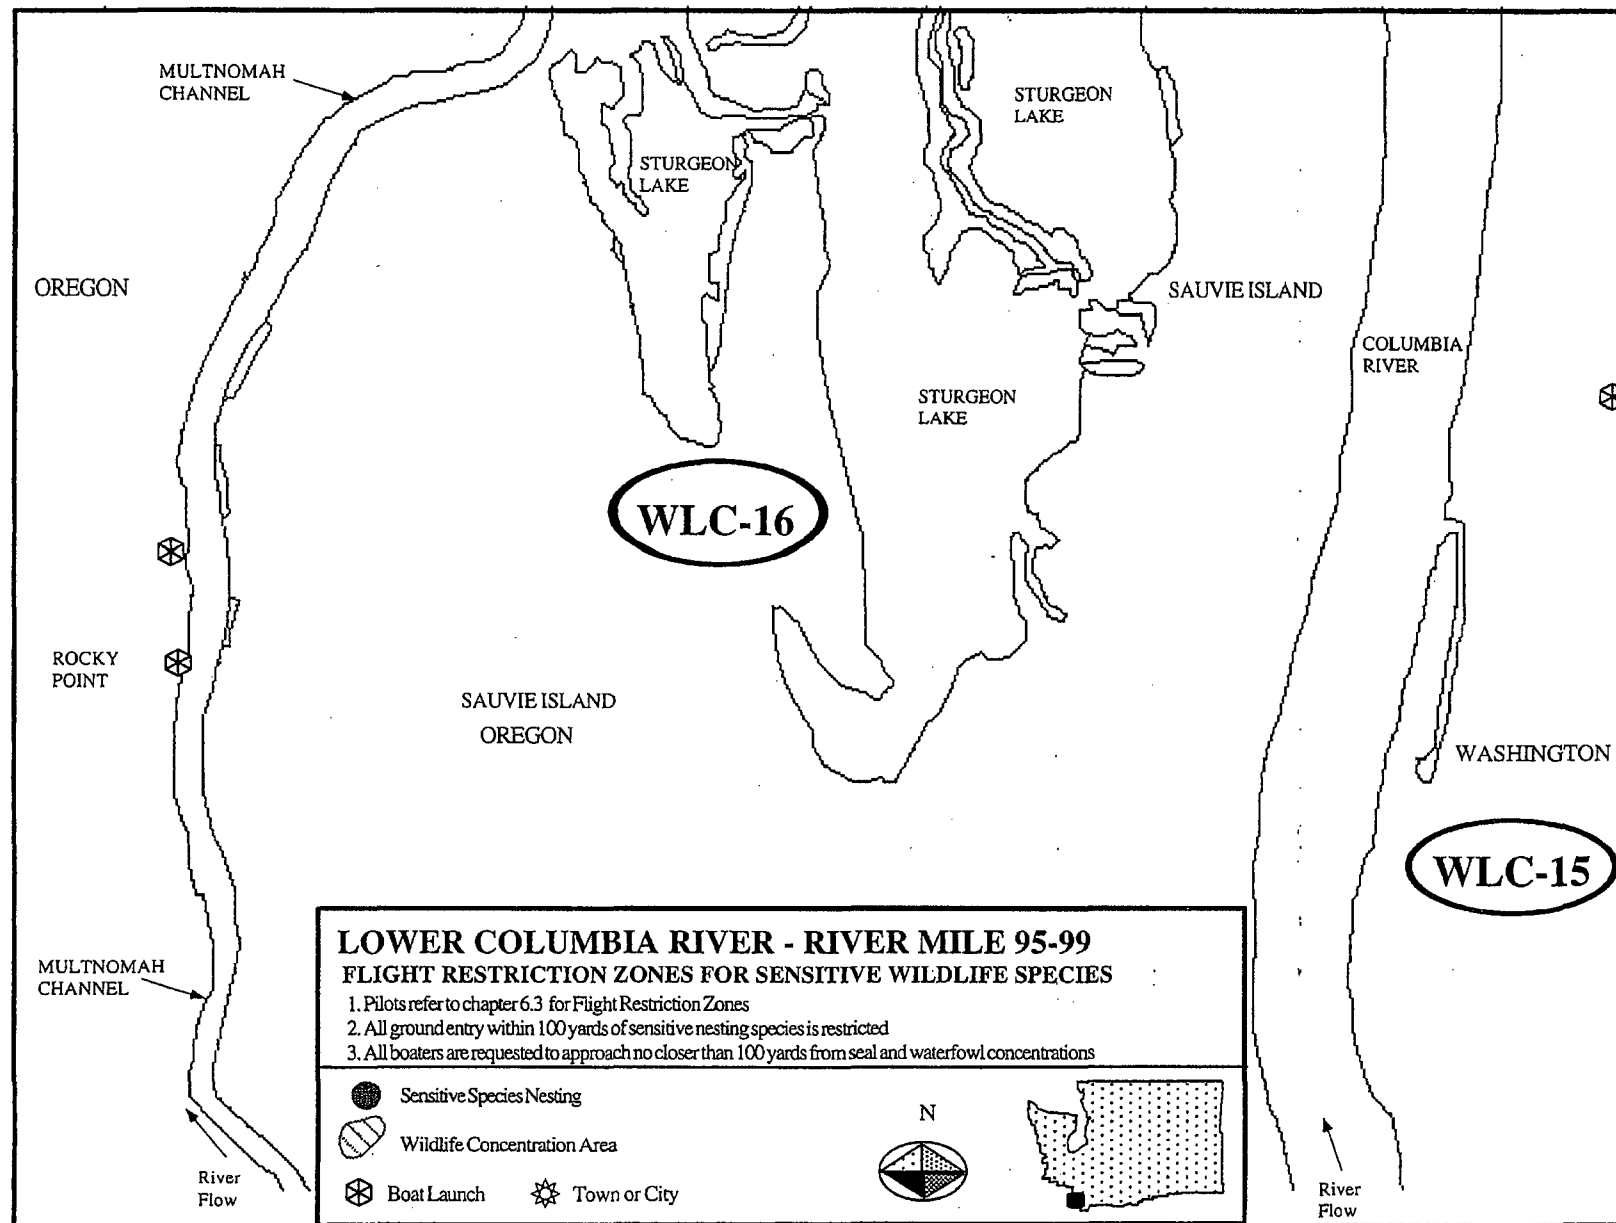 MULTNOMAH
CHANNEL
STURGEON
LAKE
STURGEON
LAKE
OREGON
SAUVIE ISLAND
COLUMBIA
RIVER
STURGEON
LAKE
WLC-16
ROCKY
POINT
SAUVIE ISLAND
OREGON
WASHINGTON
WLC-15
MULTNOMAH
CHANNEL
LOWER COLUMBIA RIVER - RIVER MILE 95-99
FLIGHT RESTRICTION ZONES FOR SENSITIVE WILDLIFE SPECIES
1. Pilots refer to chapter 6.3 for Flight Restriction Zones
2. All ground entry within 100 yards of sensitive nesting species is restricted
3. All boaters are requested to approach no closer than 100 yards from seal and waterfowl concentrations
Sensitive Species Nesting
Wildlife Concentration Area
Boat Launch
Town or City
N
River
Flow
River
Flow